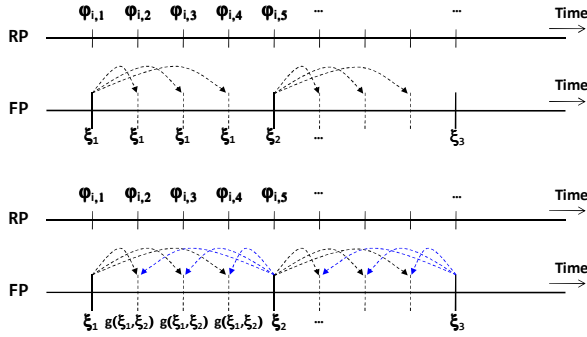 φi,1 φi,2 φi,3 φi,4 φi,5 ... ... Time
RP
Time
FP
ξ1 ξ1 ξ1 ξ1 ξ2 ... ξ3
φi,1 φi,2 φi,3 φi,4 φi,5 ... ... Time
RP
Time
FP
ξ1 g(ξ1,ξ2) g(ξ1,ξ2) g(ξ1,ξ2) ξ2 ... ξ3